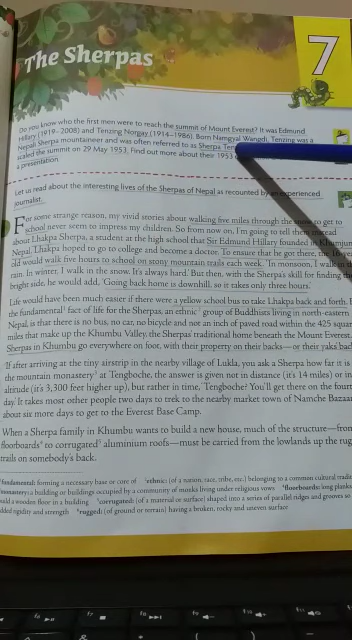 The Sherpas
7
Do you know who the first men were to reach the summit of Mount Everest? It was Edmund
Hillary (1919–2008) and Tenzing Norgay (1914–1986). Born Namgyal Wangdi, Tenzing was a
Nepali Sherpa mountaineer and was often referred to as Sherpa Ten
scaled the summit on 29 May 1953. Find out more about their 1953
a presentation
Let us read about the interesting lives of the Sherpas of Nepal as recounted by an experienced
journalist.
For some strange reason, my vivid stories about walking five miles through the snow to get to
school never seem to impress my children. So from now on, I'm going to tell them instead
about Lhakpa Sherpa, a student at the high school that Sir Edmund Hillary founded in Khumjun
Nepal. Lhakpa hoped to go to college and become a doctor. To ensure that he got there, the 18-ye
old would walk five hours to school on stony mountain trails each week. 'In monsoon, I walk in th
rain. In winter, I walk in the snow. It's always hard.' But then, with the Sherpa's skill for finding th
bright side, he would add, 'Going back home is downhill, so it takes only three hours.'
Life would have been much easier if there were a yellow school bus to take Lhakpa back and forth. B
the fundamental¹ fact of life for the Sherpas, an ethnic² group of Buddhists living in north-eastern
Nepal, is that there is no bus, no car, no bicycle and not an inch of paved road within the 425 squar
miles that make up the Khumbu Valley, the Sherpas' traditional home beneath the Mount Everest.
Sherpas in Khumbu go everywhere on foot, with their property on their backs—or their yaks' bac
If after arriving at the tiny airstrip in the nearby village of Lukla, you ask a Sherpa how far it is
the mountain monastery³ at Tengboche, the answer is given not in distance (it's 14 miles) or in
altitude (it's 3,300 feet higher up), but rather in time, 'Tengboche? You'll get there on the four
day.' It takes most other people two days to trek to the nearby market town of Namche Bazaa
about six more days to get to the Everest Base Camp.
When a Sherpa family in Khumbu wants to build a new house, much of the structure—from
floorboards⁴ to corrugated⁵ aluminium roofs—must be carried from the lowlands up the rug
trails on somebody's back.
¹fundamental: forming a necessary base or core of ²ethnic: (of a nation, race, etc.) belonging to a common cultural tradi
³monastery: a building or buildings occupied by a community of monks living under religious vows ⁴floorboards: long planks
build a wooden floor in a building ⁵corrugated: (of a material or surface) shaped into a series of parallel ridges and grooves so
added rigidity and strength ⁶rugged: (of ground or terrain) having a broken, rocky and uneven surface